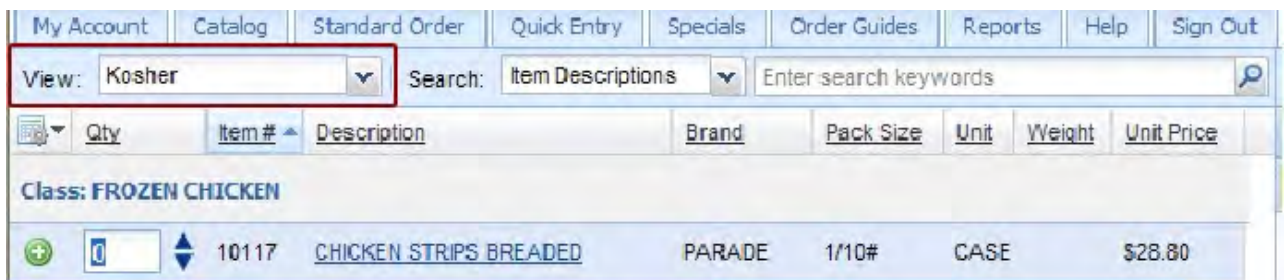 My Account Catalog Standard Order Quick Entry Specials Order Guides Reports Help Sign Out
View: Kosher Search: Item Descriptions Enter search keywords
Qty Item # Description Brand Pack Size Unit Weight Unit Price
Class: FROZEN CHICKEN
0 10117 CHICKEN STRIPS BREADED PARADE 1/10# CASE $28.80